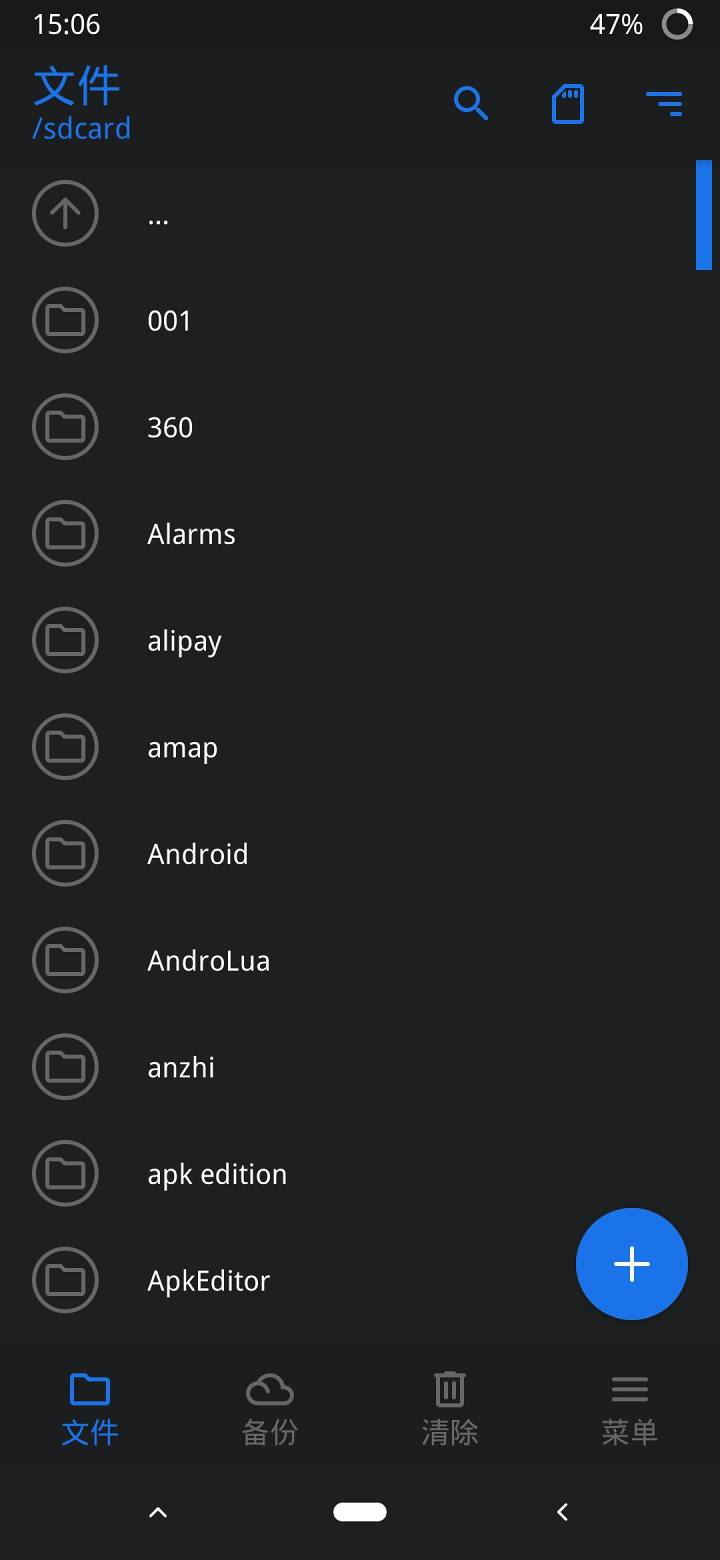 15:06
47%
文件
/sdcard
...
001
360
Alarms
alipay
amap
Android
AndroLua
anzhi
apk edition
ApkEditor
文件
备份
清除
菜单